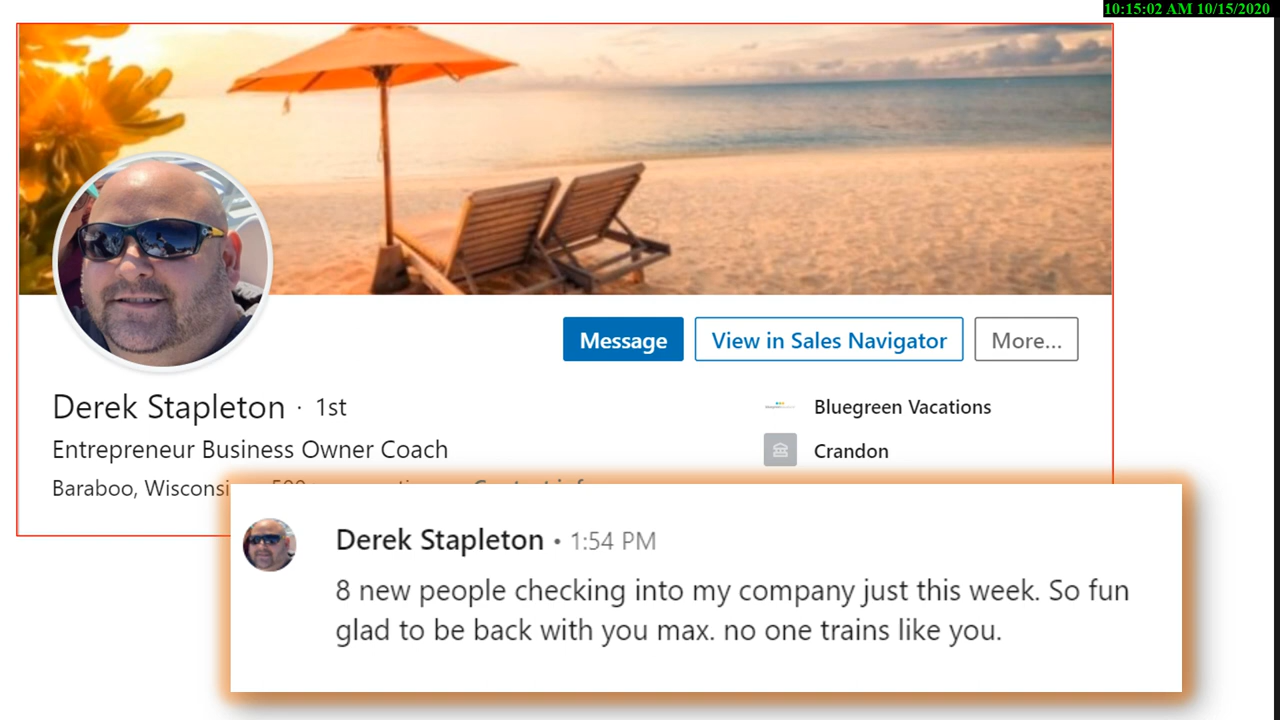 10:15:02 AM 10/15/2020
Message
View in Sales Navigator
More...
Derek Stapleton · 1st
Bluegreen Vacations
Entrepreneur Business Owner Coach
Crandon
Baraboo,
Derek Stapleton • 1:54 PM
8 new people checking into my company just this week. So fun
glad to be back with you max. no one trains like you.